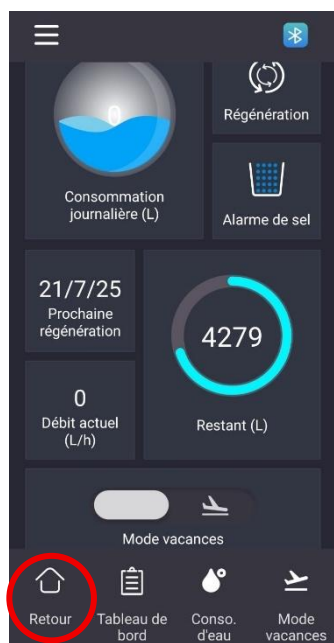 0
Régénération
Consommation
journalière (L)
Alarme de sel
21/7/25
Prochaine
régénération
4279
0
Débit actuel
(L/h)
Restant (L)
Mode vacances
Retour
Tableau de
bord
Conso.
d'eau
Mode
vacances